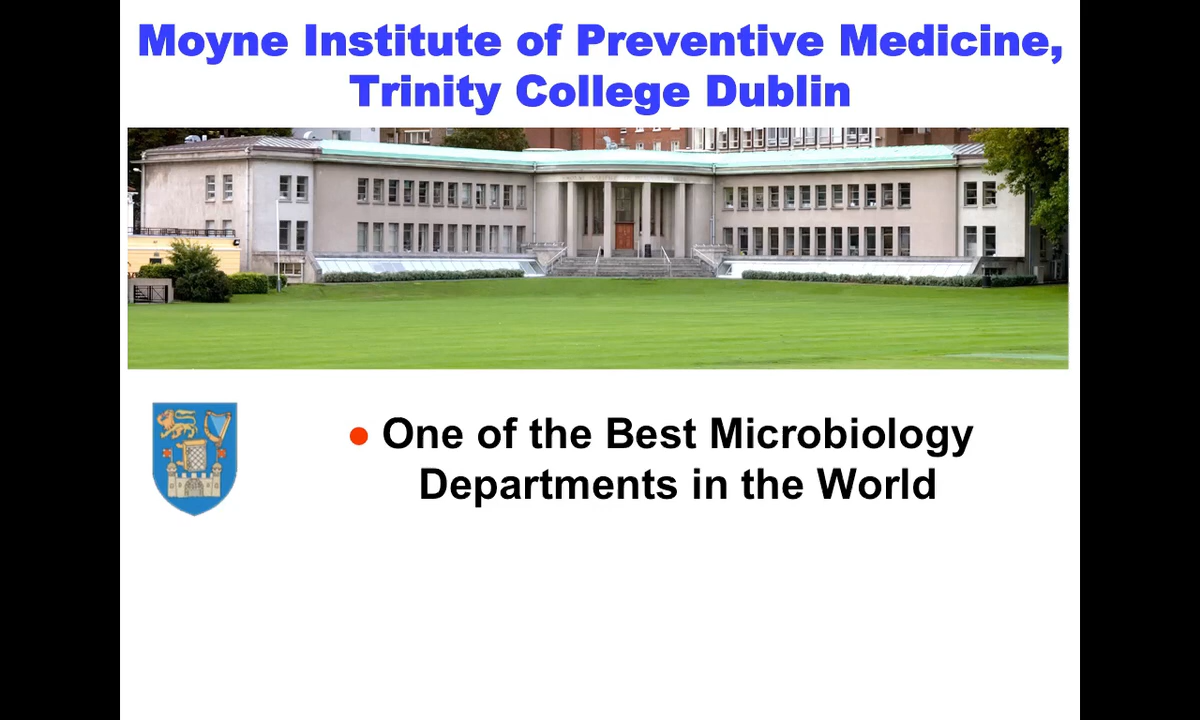 Moyne Institute of Preventive Medicine,
Trinity College Dublin
• One of the Best Microbiology
Departments in the World